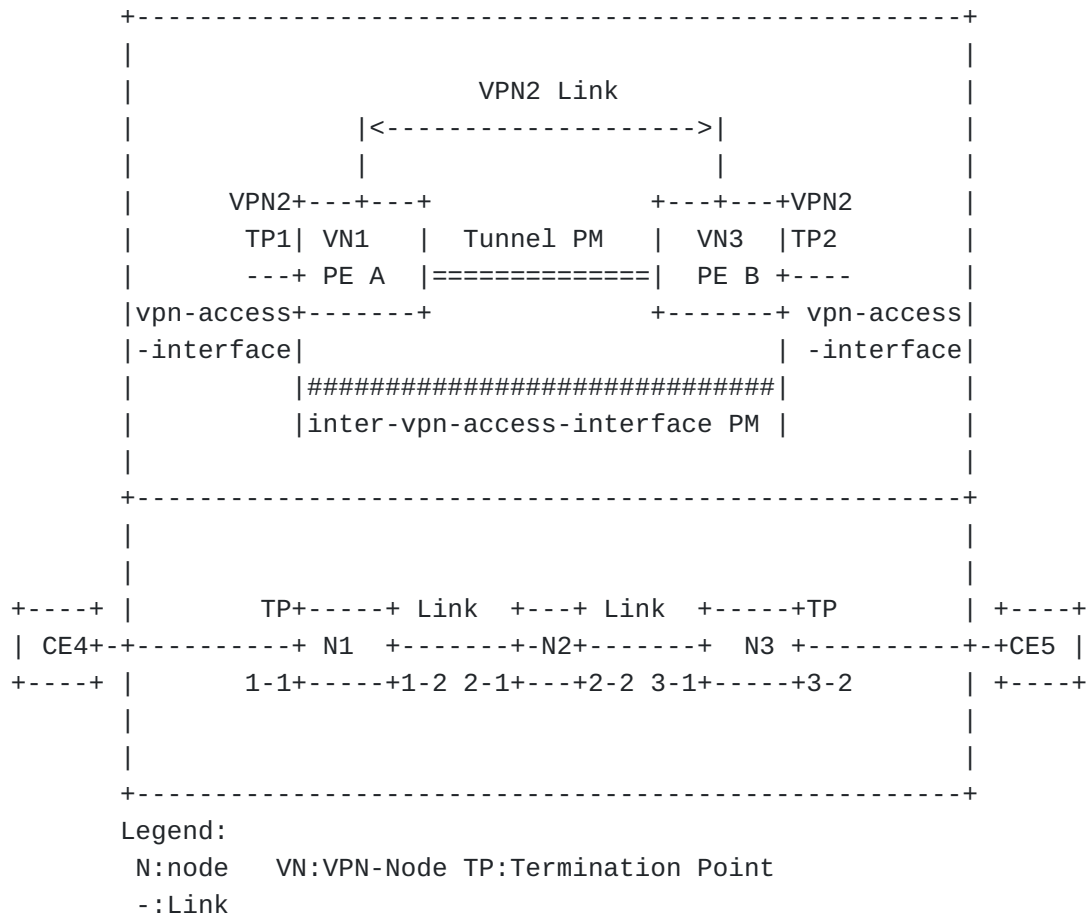 +-----------------------------------------------------+
|                                                     |
|                      VPN2 Link                      |
|              |<-------------------->|               |
|              |                      |               |
|      VPN2+---+---+              +---+---+VPN2       |
|       TP1| VN1   |  Tunnel PM   |  VN3  |TP2        |
|       ---+ PE A  |==============|  PE B +----       |
|vpn-access+-------+              +-------+ vpn-access|
|-interface|                              | -interface|
|          |##############################|           |
|          |inter-vpn-access-interface PM |           |
|                                                     |
+-----------------------------------------------------+
|                                                     |
|                                                     |
+----+ |        TP+-----+ Link  +---+ Link  +-----+TP         | +----+
| CE4+-+----------+ N1  +-------+-N2+-------+  N3 +----------+-+CE5 |
+----+ |       1-1+-----+1-2 2-1+---+2-2 3-1+-----+3-2        | +----+
|                                                     |
|                                                     |
+-----------------------------------------------------+
Legend:
N:node   VN:VPN-Node TP:Termination Point
-:Link